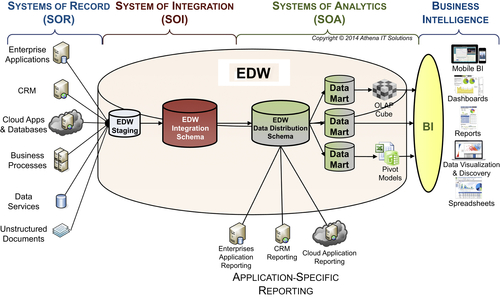 SYSTEMS OF RECORD
(SOR)
SYSTEM OF INTEGRATION
(SOI)
SYSTEMS OF ANALYTICS
(SOA)
BUSINESS
INTELLIGENCE
Copyright © 2014 Athena IT Solutions
Enterprise
Applications
CRM
Cloud Apps
& Databases
Business
Processes
Data
Services
Unstructured
Documents
EDW
EDW
Staging
EDW
Integration
Schema
EDW
Data Distribution
Schema
Data
Mart
Data
Mart
Data
Mart
OLAP
Cube
Pivot
Models
BI
Mobile BI
Dashboards
Reports
Data Visualization
& Discovery
Spreadsheets
Enterprises
Application
Reporting
CRM
Reporting
Cloud Application
Reporting
APPLICATION-SPECIFIC
REPORTING